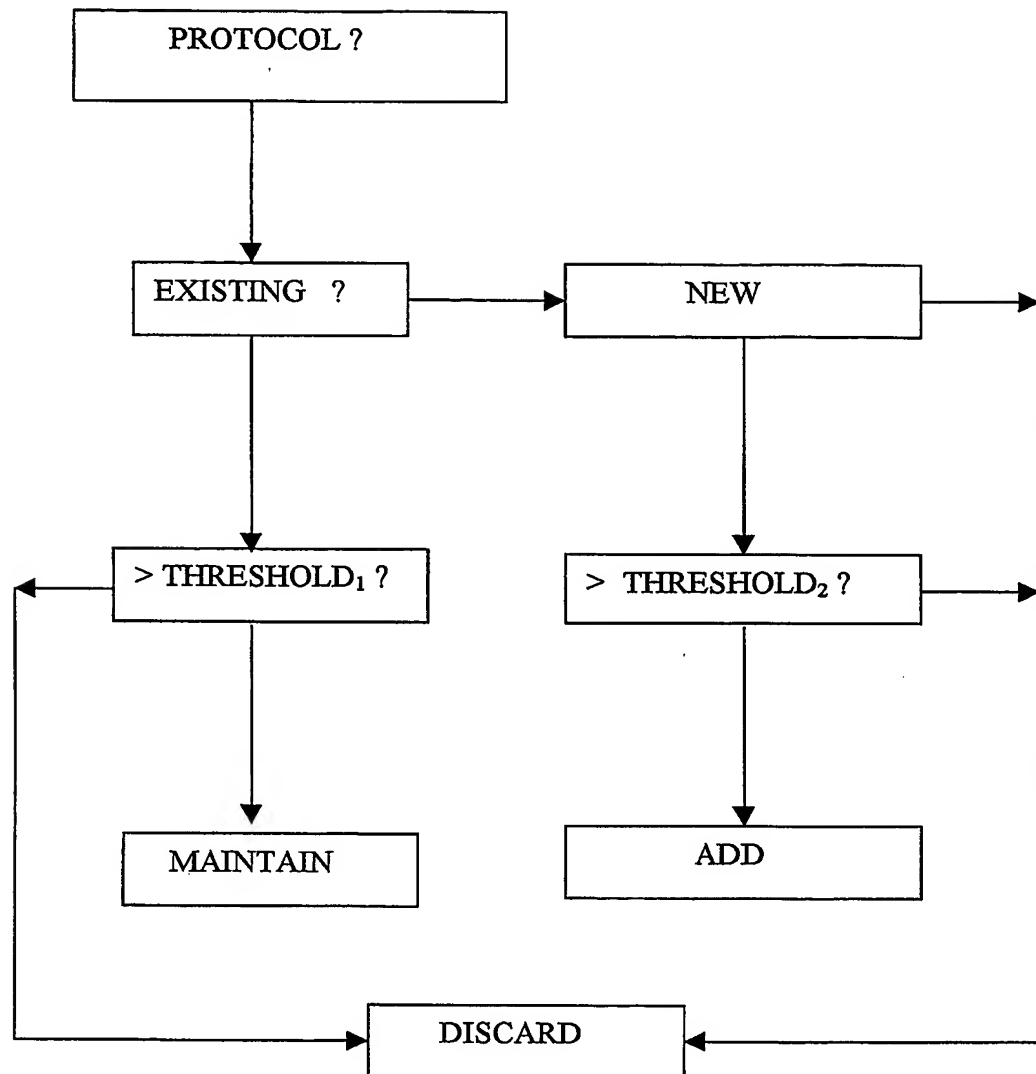 PROTOCOL ?
EXISTING ?
NEW
> THRESHOLD₁ ?
> THRESHOLD₂ ?
MAINTAIN
ADD
DISCARD